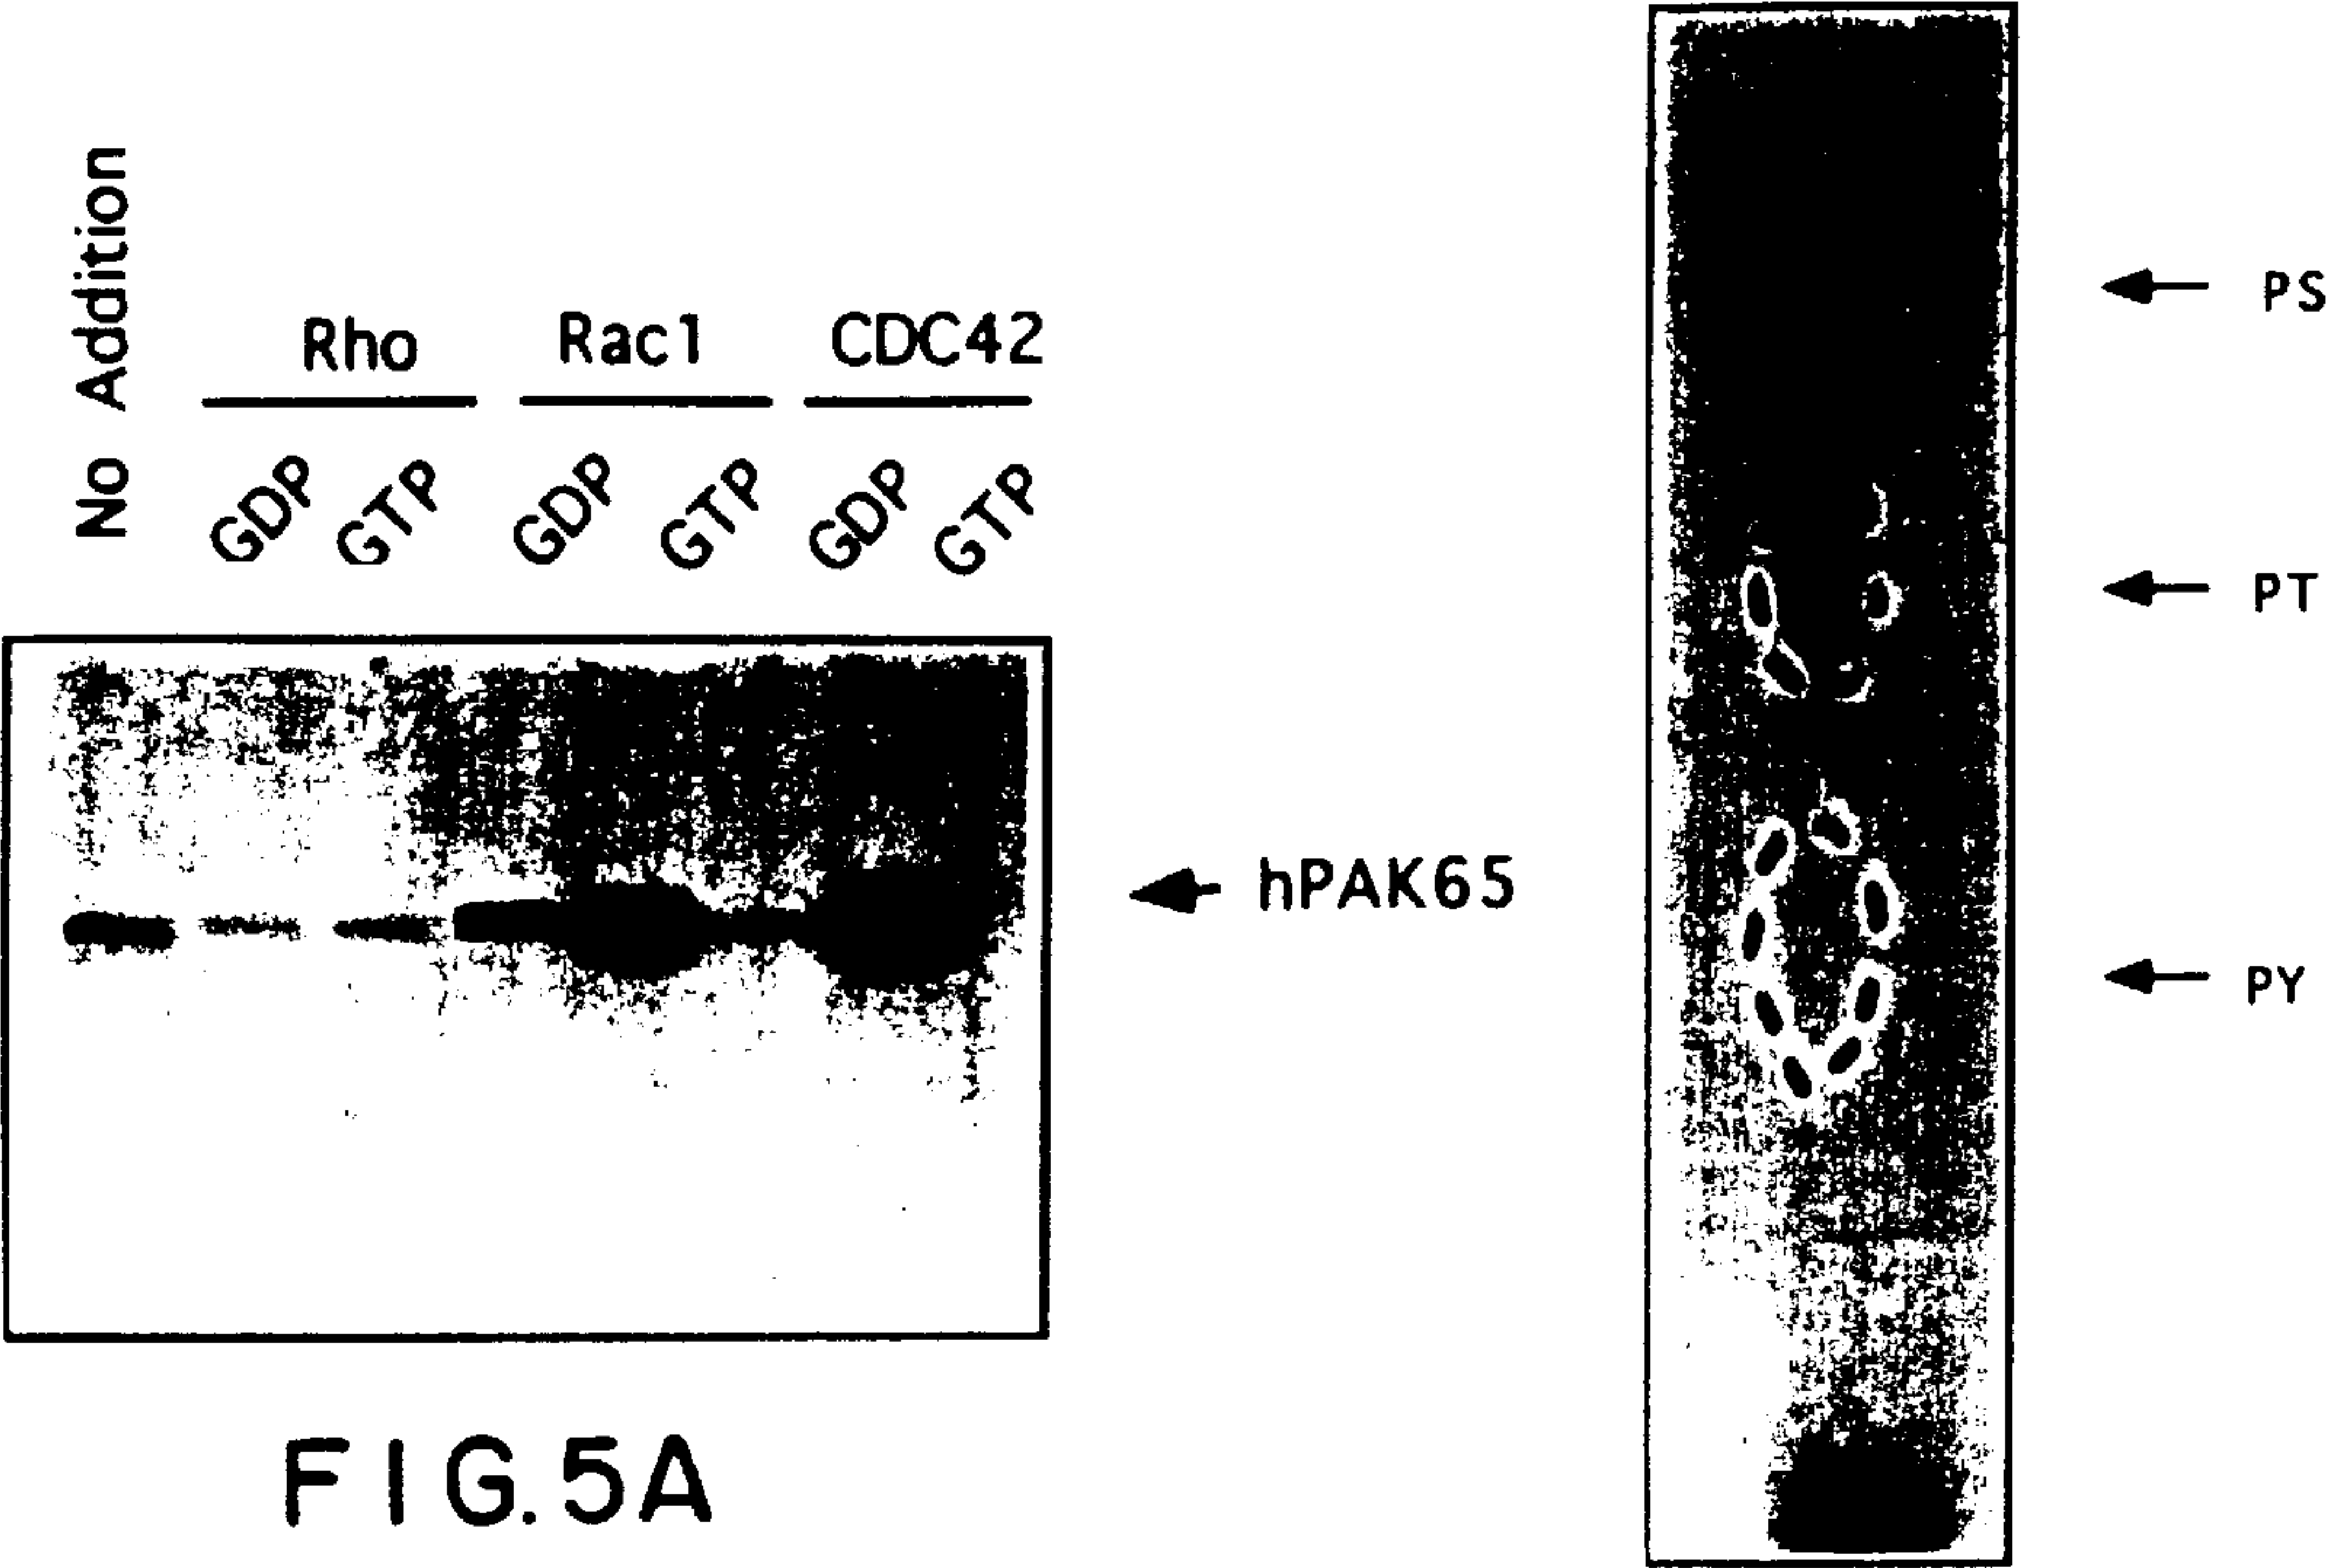 No Addition
Rho Rac1 CDC42
GDP GTP GDP GTP GDP GTP
hPAK65
FIG.5A
PS
PT
PY